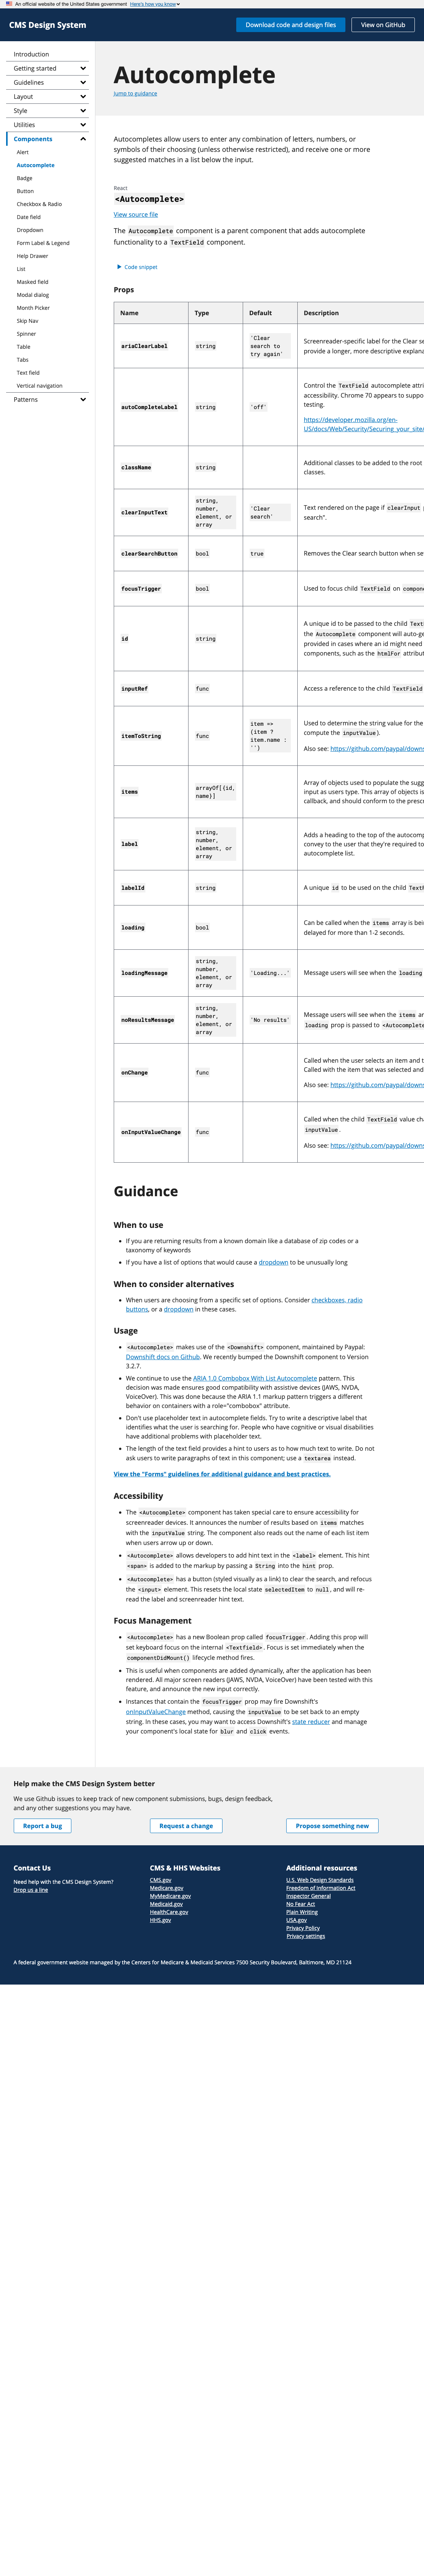 An official website of the United States government Here's how you know
CMS Design System
Download code and design files
View on GitHub
Introduction
Getting started
Guidelines
Layout
Style
Utilities
Components
Alert
Autocomplete
Badge
Button
Checkbox & Radio
Date field
Dropdown
Form Label & Legend
Help Drawer
List
Masked field
Modal dialog
Month Picker
Skip Nav
Spinner
Table
Tabs
Text field
Vertical navigation
Patterns
Autocomplete
Jump to guidance
Autocompletes allow users to enter any combination of letters, numbers, or
symbols of their choosing (unless otherwise restricted), and receive one or more
suggested matches in a list below the input.
React
<Autocomplete>
View source file
The Autocomplete component is a parent component that adds autocomplete
functionality to a TextField component.
Code snippet
Props
Name Type Default Description
ariaClearLabel string 'Clear search to try again' Screenreader-specific label for the Clear se
provide a longer, more descriptive explana
autoCompleteLabel string 'off' Control the TextField autocomplete attri
accessibility. Chrome 70 appears to suppo
testing.
https://developer.mozilla.org/en-
US/docs/Web/Security/Securing_your_site/
className string Additional classes to be added to the root
classes.
clearInputText string, number, element, or array 'Clear search' Text rendered on the page if clearInput
search".
clearSearchButton bool true Removes the Clear search button when se
focusTrigger bool Used to focus child TextField on compone
id string A unique id to be passed to the child Text
the Autocomplete component will auto-ge
provided in cases where an id might need
components, such as the htmlFor attribut
inputRef func Access a reference to the child TextField
itemToString func item => (item ? item.name : '') Used to determine the string value for the
compute the inputValue).
Also see: https://github.com/paypal/downs
items arrayOf[{id, name}] Array of objects used to populate the sugg
input as users type. This array of objects is
callback, and should conform to the presc
label string, number, element, or array Adds a heading to the top of the autocomp
convey to the user that they're required to
autocomplete list.
labelId string A unique id to be used on the child TextF
loading bool Can be called when the items array is bein
delayed for more than 1-2 seconds.
loadingMessage string, number, element, or array 'Loading...' Message users will see when the loading
noResultsMessage string, number, element, or array 'No results' Message users will see when the items ar
loading prop is passed to <Autocomplete
onChange func Called when the user selects an item and t
Called with the item that was selected and
Also see: https://github.com/paypal/downs
onInputValueChange func Called when the child TextField value cha
inputValue.
Also see: https://github.com/paypal/downs
Guidance
When to use
If you are returning results from a known domain like a database of zip codes or a
taxonomy of keywords
If you have a list of options that would cause a dropdown to be unusually long
When to consider alternatives
When users are choosing from a specific set of options. Consider checkboxes, radio
buttons, or a dropdown in these cases.
Usage
<Autocomplete> makes use of the <Downshift> component, maintained by Paypal:
Downshift docs on Github. We recently bumped the Downshift component to Version
3.2.7.
We continue to use the ARIA 1.0 Combobox With List Autocomplete pattern. This
decision was made ensures good compatibility with assistive devices (JAWS, NVDA,
VoiceOver). This was done because the ARIA 1.1 markup pattern triggers a different
behavior on containers with a role="combobox" attribute.
Don't use placeholder text in autocomplete fields. Try to write a descriptive label that
identifies what the user is searching for. People who have cognitive or visual disabilities
have additional problems with placeholder text.
The length of the text field provides a hint to users as to how much text to write. Do not
ask users to write paragraphs of text in this component; use a textarea instead.
View the "Forms" guidelines for additional guidance and best practices.
Accessibility
The <Autocomplete> component has taken special care to ensure accessibility for
screenreader devices. It announces the number of results based on items matches
with the inputValue string. The component also reads out the name of each list item
when users arrow up or down.
<Autocomplete> allows developers to add hint text in the <label> element. This hint
<span> is added to the markup by passing a String into the hint prop.
<Autocomplete> has a button (styled visually as a link) to clear the search, and refocus
the <input> element. This resets the local state selectedItem to null, and will re-
read the label and screenreader hint text.
Focus Management
<Autocomplete> has a new Boolean prop called focusTrigger. Adding this prop will
set keyboard focus on the internal <Textfield>. Focus is set immediately when the
componentDidMount() lifecycle method fires.
This is useful when components are added dynamically, after the application has been
rendered. All major screen readers (JAWS, NVDA, VoiceOver) have been tested with this
feature, and announce the new input correctly.
Instances that contain the focusTrigger prop may fire Downshift's
onInputValueChange method, causing the inputValue to be set back to an empty
string. In these cases, you may want to access Downshift's state reducer and manage
your component's local state for blur and click events.
Help make the CMS Design System better
We use Github issues to keep track of new component submissions, bugs, design feedback,
and any other suggestions you may have.
Report a bug
Request a change
Propose something new
Contact Us
Need help with the CMS Design System?
Drop us a line
CMS & HHS Websites
CMS.gov
Medicare.gov
MyMedicare.gov
Medicaid.gov
HealthCare.gov
HHS.gov
Additional resources
U.S. Web Design Standards
Freedom of Information Act
Inspector General
No Fear Act
Plain Writing
USA.gov
Privacy Policy
Privacy settings
A federal government website managed by the Centers for Medicare & Medicaid Services 7500 Security Boulevard, Baltimore, MD 21124